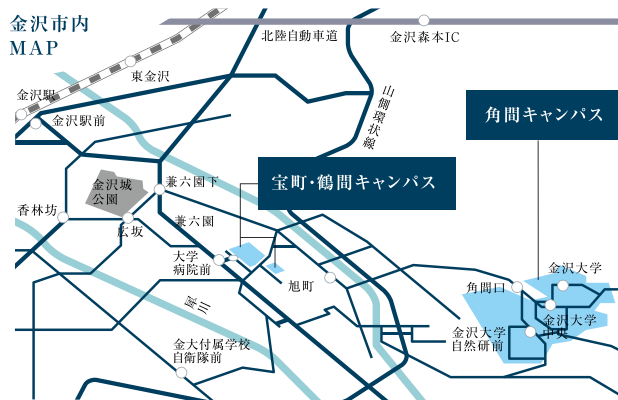 金沢市内
MAP
北陸自動車道
金沢森本IC
東金沢
金沢駅
金沢駅前
山側環状線
角間キャンパス
宝町・鶴間キャンパス
金沢城
公園
兼六園下
香林坊
広坂
兼六園
大学
病院前
旭町
犀川
金大付属学校
自衛隊前
角間口
金沢大学
金沢大学
中央
金沢大学
自然研前